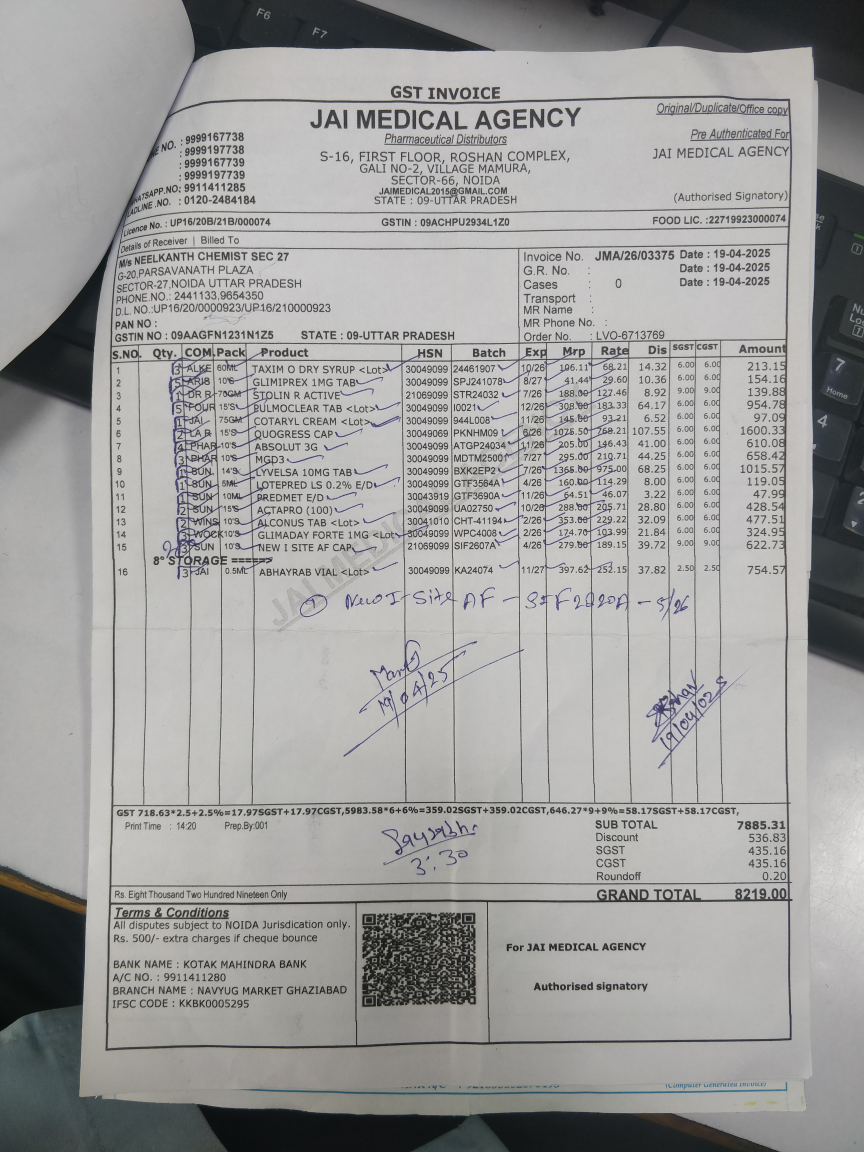 F6
F7
GST INVOICE
JAI MEDICAL AGENCY
Pharmaceutical Distributors
S-16, FIRST FLOOR, ROSHAN COMPLEX,
GALI NO-2, VILLAGE MAMURA,
SECTOR-66, NOIDA
JAIMEDICAL2015@GMAIL.COM
STATE : 09-UTTAR PRADESH
NE NO. : 9999167738
9999197738
9999167739
9999197739
WHATSAPP.NO: 9911411285
ADLINE .NO. : 0120-2484184
Original/Duplicate/Office copy
Pre Authenticated For
JAI MEDICAL AGENCY
(Authorised Signatory)
Licence No. : UP16/20B/21B/000074 GSTIN : 09ACHPU2934L1Z0 FOOD LIC. :22719923000074
Details of Receiver | Billed To
M/s NEELKANTH CHEMIST SEC 27
G-20,PARSAVANATH PLAZA
SECTOR-27,NOIDA UTTAR PRADESH
PHONE.NO.: 2441133,9654350
D.L. NO.:UP16/20/0000923/UP16/210000923
PAN NO :
GSTIN NO : 09AAGFN1231N1Z5 STATE : 09-UTTAR PRADESH
Invoice No. JMA/26/03375 Date : 19-04-2025
G.R. No. : Date : 19-04-2025
Cases : 0 Date : 19-04-2025
Transport :
MR Name :
MR Phone No. :
Order No. : LVO-6713769
S.NO. Qty. COM. Pack Product HSN Batch Exp Mrp Rate Dis SGST CGST Amount
1 3 ALKE 60ML TAXIM O DRY SYRUP <Lot> 30049099 24461907 10/26 106.11 68.21 14.32 6.00 6.00 213.15
2 5 ARIS 10'S GLIMIPREX 1MG TAB 30049099 SPJ241078 8/27 41.44 29.60 10.36 6.00 6.00 154.16
3 1 DR R 75GM STOLIN R ACTIVE 21069099 STR24032 7/26 188.00 127.46 8.92 9.00 9.00 139.88
4 5 FOUR 15'S PULMOCLEAR TAB <Lot> 30049099 I0021 12/26 308.00 183.33 64.17 6.00 6.00 954.78
5 1 JAI 75GM COTARYL CREAM <Lot> 30049099 944L008 11/26 145.00 93.21 6.52 6.00 6.00 97.09
6 2 LA R 15'S QUOGRESS CAP 30049069 PKNHM09 6/26 1075.50 768.21 107.55 6.00 6.00 1600.33
7 4 PHAR 10'S ABSOLUT 3G 30049099 ATGP24034 11/26 205.00 146.43 41.00 6.00 6.00 610.08
8 3 PHAR 10'S MGD3 30049099 MDTM25001 7/27 295.00 210.71 44.25 6.00 6.00 658.42
9 1 SUN. 14'S LYVELSA 10MG TAB 30049099 BXK2EP2 7/26 1365.00 975.00 68.25 6.00 6.00 1015.57
10 1 SUN. 5ML LOTEPRED LS 0.2% E/D 30049099 GTF3584A 4/26 160.00 114.29 8.00 6.00 6.00 119.05
11 1 SUN 10ML PREDMET E/D 30043919 GTF3690A 11/26 64.51 46.07 3.22 6.00 6.00 47.99
12 2 SUN 15'S ACTAPRO (100) 30049099 UA02750 10/28 288.00 205.71 28.80 6.00 6.00 428.54
13 2 WINS 10'S ALCONUS TAB <Lot> 30041010 CHT-41194 2/26 353.00 229.22 32.09 6.00 6.00 477.51
14 3 WOCK 10'S GLIMADAY FORTE 1MG <Lot> 30049099 WPC4008 2/26 174.70 103.99 21.84 6.00 6.00 324.95
15 3 SUN 10'S NEW I SITE AF CAP 21069099 SIF2607A 4/26 279.00 189.15 39.72 9.00 9.00 622.73
8° STORAGE =====>
16 3 JAI 0.5ML ABHAYRAB VIAL <Lot> 30049099 KA24074 11/27 397.62 252.15 37.82 2.50 2.50 754.57
JAI MEDIC
① New I-Site AF - SIF2020A - 5/26
19/04/25
19/04/025
GST 718.63*2.5+2.5%=17.97SGST+17.97CGST,5983.58*6+6%=359.02SGST+359.02CGST,646.27*9+9%=58.17SGST+58.17CGST,
Print Time : 14:20 Prep.By:001
3:30
SUB TOTAL 7885.31
Discount 536.83
SGST 435.16
CGST 435.16
Roundoff 0.20
Rs. Eight Thousand Two Hundred Nineteen Only
GRAND TOTAL 8219.00
Terms & Conditions
All disputes subject to NOIDA Jurisdication only.
Rs. 500/- extra charges if cheque bounce
BANK NAME : KOTAK MAHINDRA BANK
A/C NO. : 9911411280
BRANCH NAME : NAVYUG MARKET GHAZIABAD
IFSC CODE : KKBK0005295
For JAI MEDICAL AGENCY
Authorised signatory
(Computer Generated Invoice)
7
Home
4